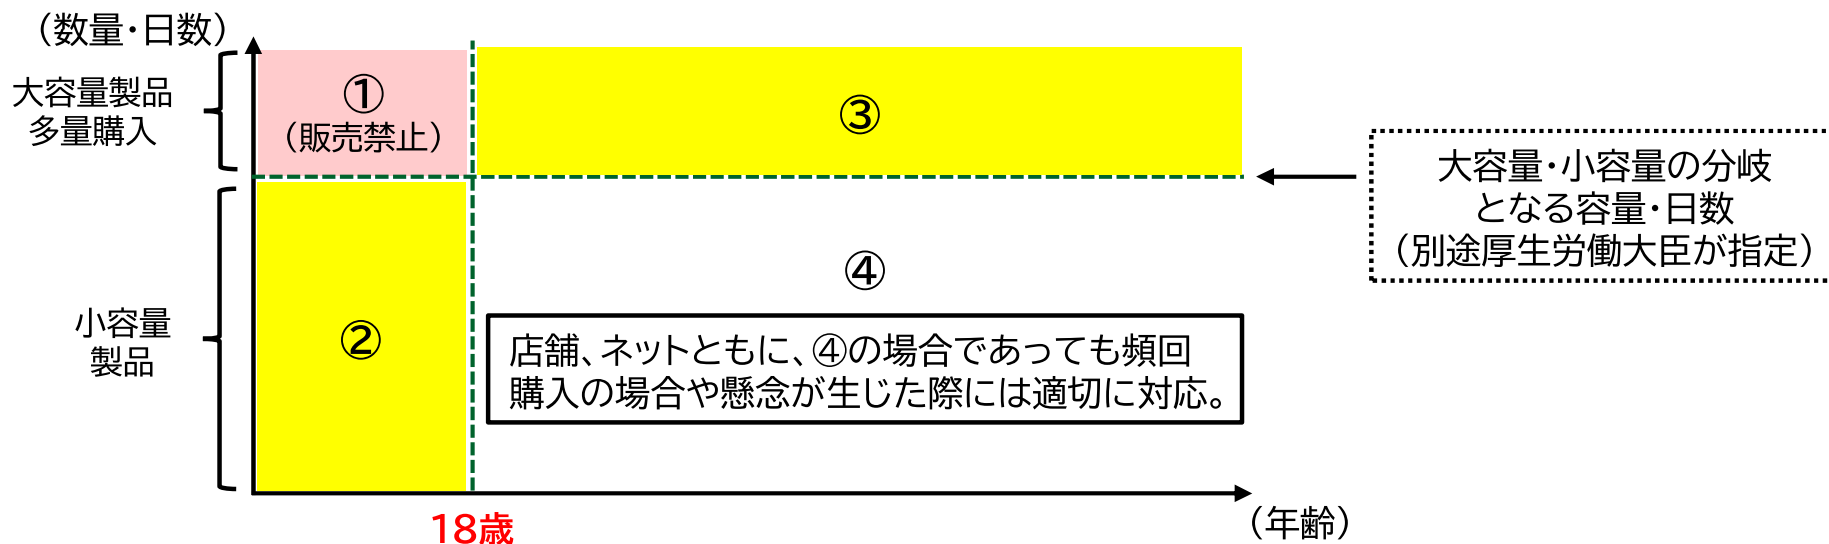 （数量・日数）
大容量製品
多量購入
①
（販売禁止）
③
大容量・小容量の分岐
となる容量・日数
（別途厚生労働大臣が指定）
④
小容量
製品
②
店舗、ネットともに、④の場合であっても頻回
購入の場合や懸念が生じた際には適切に対応。
18歳
（年齢）